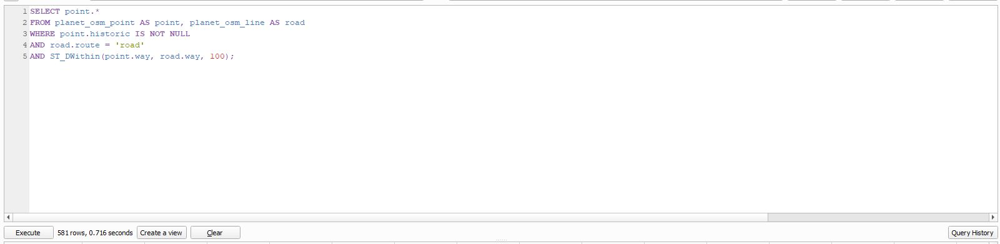 1 SELECT point.*
2 FROM planet_osm_point AS point, planet_osm_line AS road
3 WHERE point.historic IS NOT NULL
4 AND road.route = 'road'
5 AND ST_DWithin(point.way, road.way, 100);
Execute 581 rows, 0.716 seconds Create a view Clear Query History